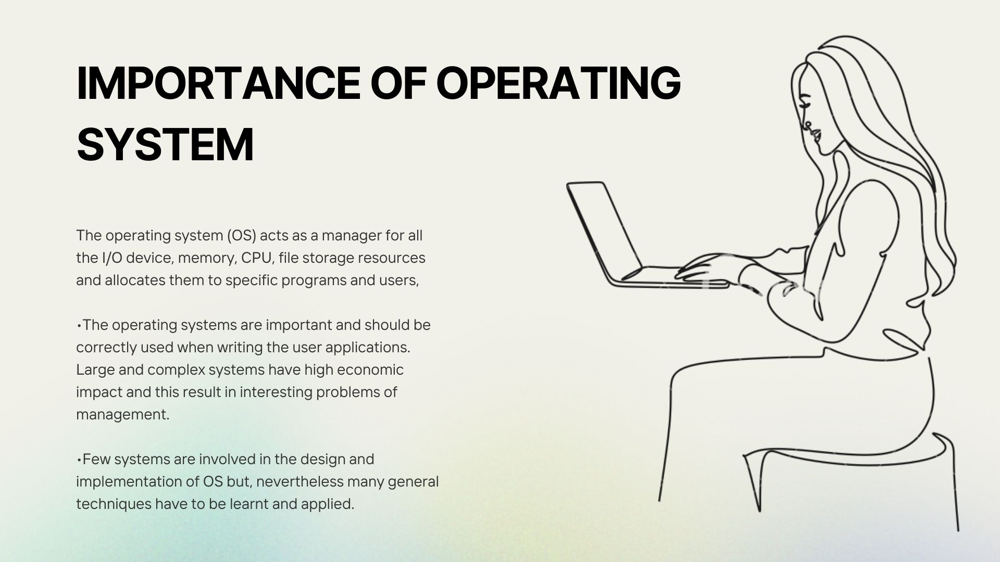 IMPORTANCE OF OPERATING
SYSTEM
The operating system (OS) acts as a manager for all
the I/O device, memory, CPU, file storage resources
and allocates them to specific programs and users,
•The operating systems are important and should be
correctly used when writing the user applications.
Large and complex systems have high economic
impact and this result in interesting problems of
management.
•Few systems are involved in the design and
implementation of OS but, nevertheless many general
techniques have to be learnt and applied.